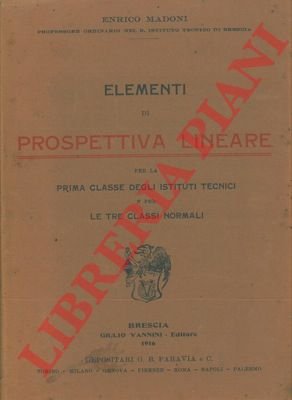 ENRICO MADONI
PROFESSORE ORDINARIO NEL R. ISTITUTO TECNICO DI BRESCIA
ELEMENTI
DI
PROSPETTIVA LINEARE
PER LA
PRIMA CLASSE DEGLI ISTITUTI TECNICI
E PER
LE TRE CLASSI NORMALI
BRESCIA
GIULIO VANNINI - Editore
1916
DEPOSITARI G. B. PARAVIA e C.
TORINO - MILANO - GENOVA - FIRENZE - ROMA - NAPOLI - PALERMO
LIBRERIA PIANI